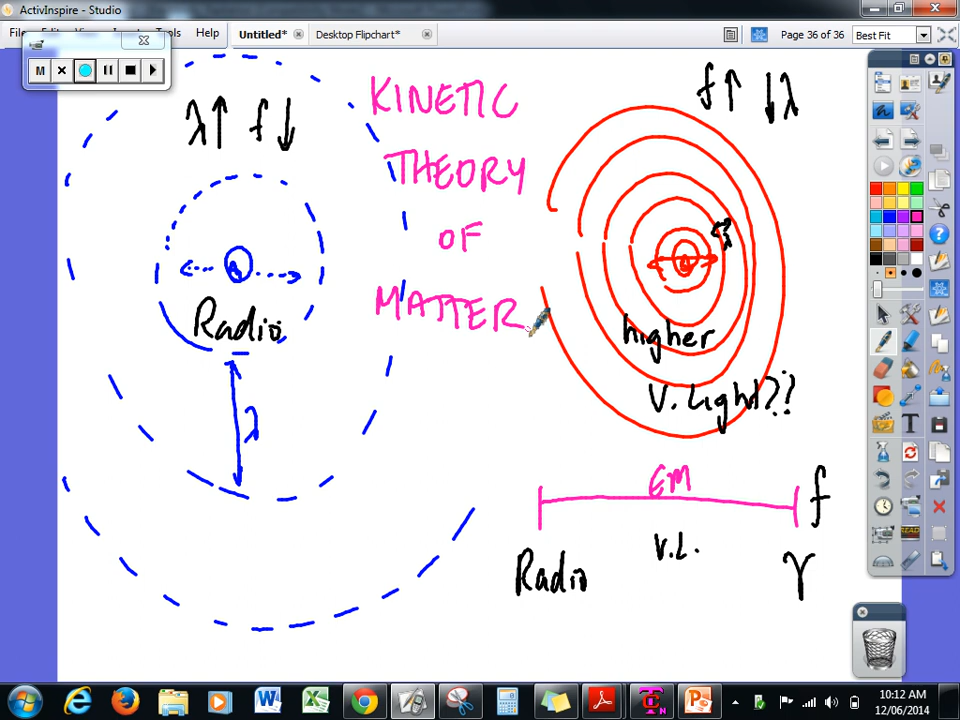 ActivInspire - Studio
Help
Untitled*
Desktop Flipchart*
Page 36 of 36
Best Fit
M
λ↑ f↓
KINETIC
THEORY
OF
MATTER
f↑ ↓λ
Radio
λ
higher
V. Light??
EM
f
Radio
V.L.
γ
10:12 AM
12/06/2014